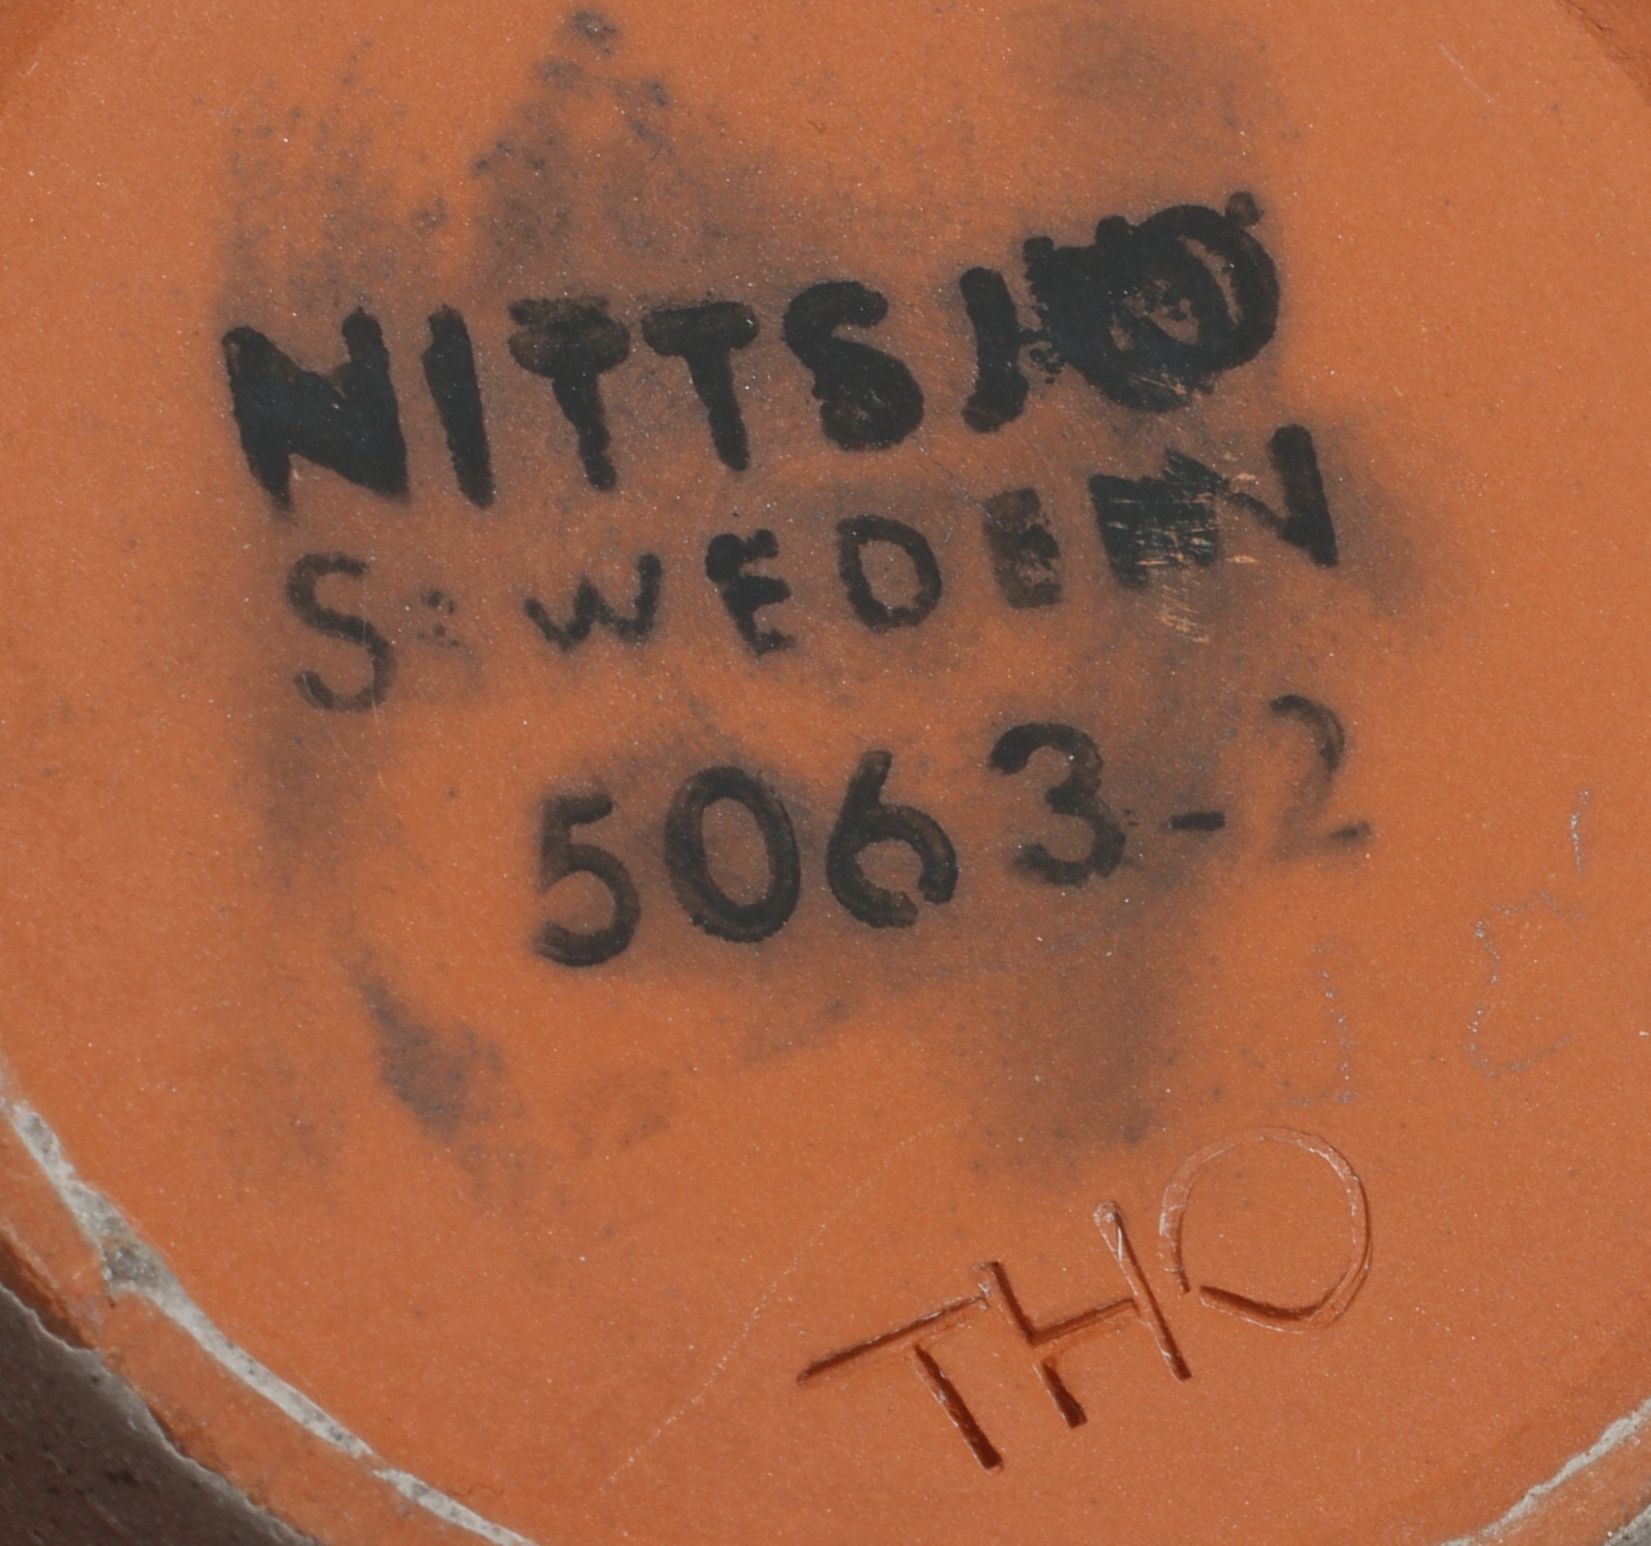 NITTSJÖ
SWEDEN
5063-2
THO